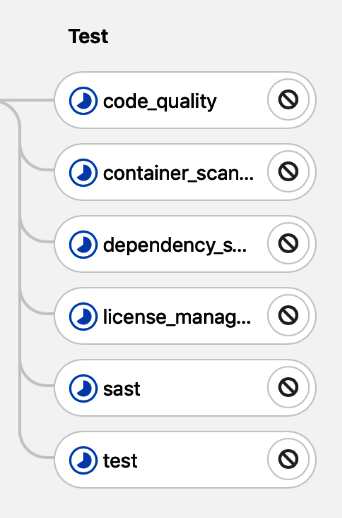 Test
code_quality
container_scan...
dependency_s...
license_manag...
sast
test